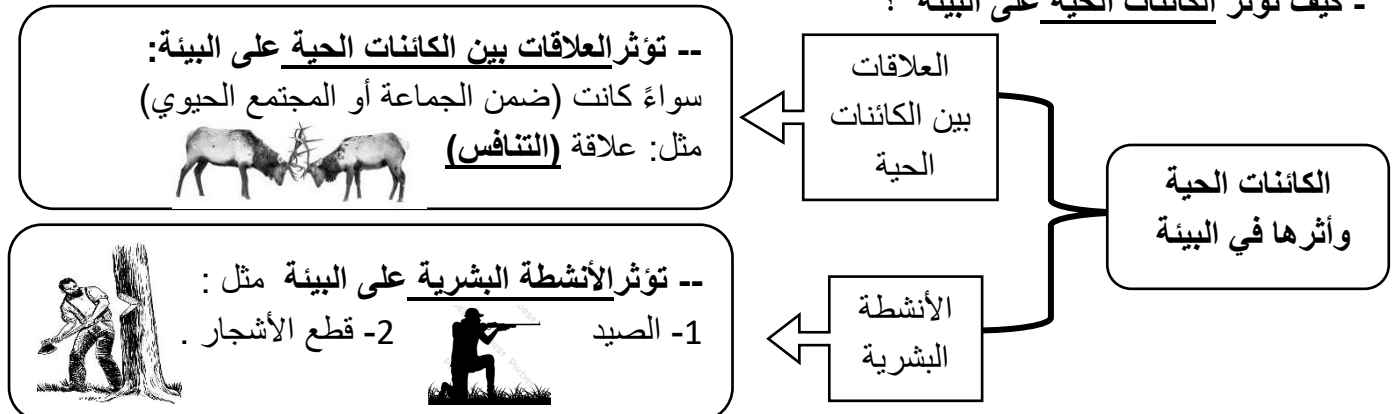 - كيف تؤثر الكائنات الحية على البيئة ؟
الكائنات الحية
وأثرها في البيئة
العلاقات
بين الكائنات
الحية
-- تؤثرالعلاقات بين الكائنات الحية على البيئة:
سواءً كانت (ضمن الجماعة أو المجتمع الحيوي)
مثل: علاقة (التنافس)
الأنشطة
البشرية
-- تؤثرالأنشطة البشرية على البيئة مثل :
1- الصيد 2- قطع الأشجار .